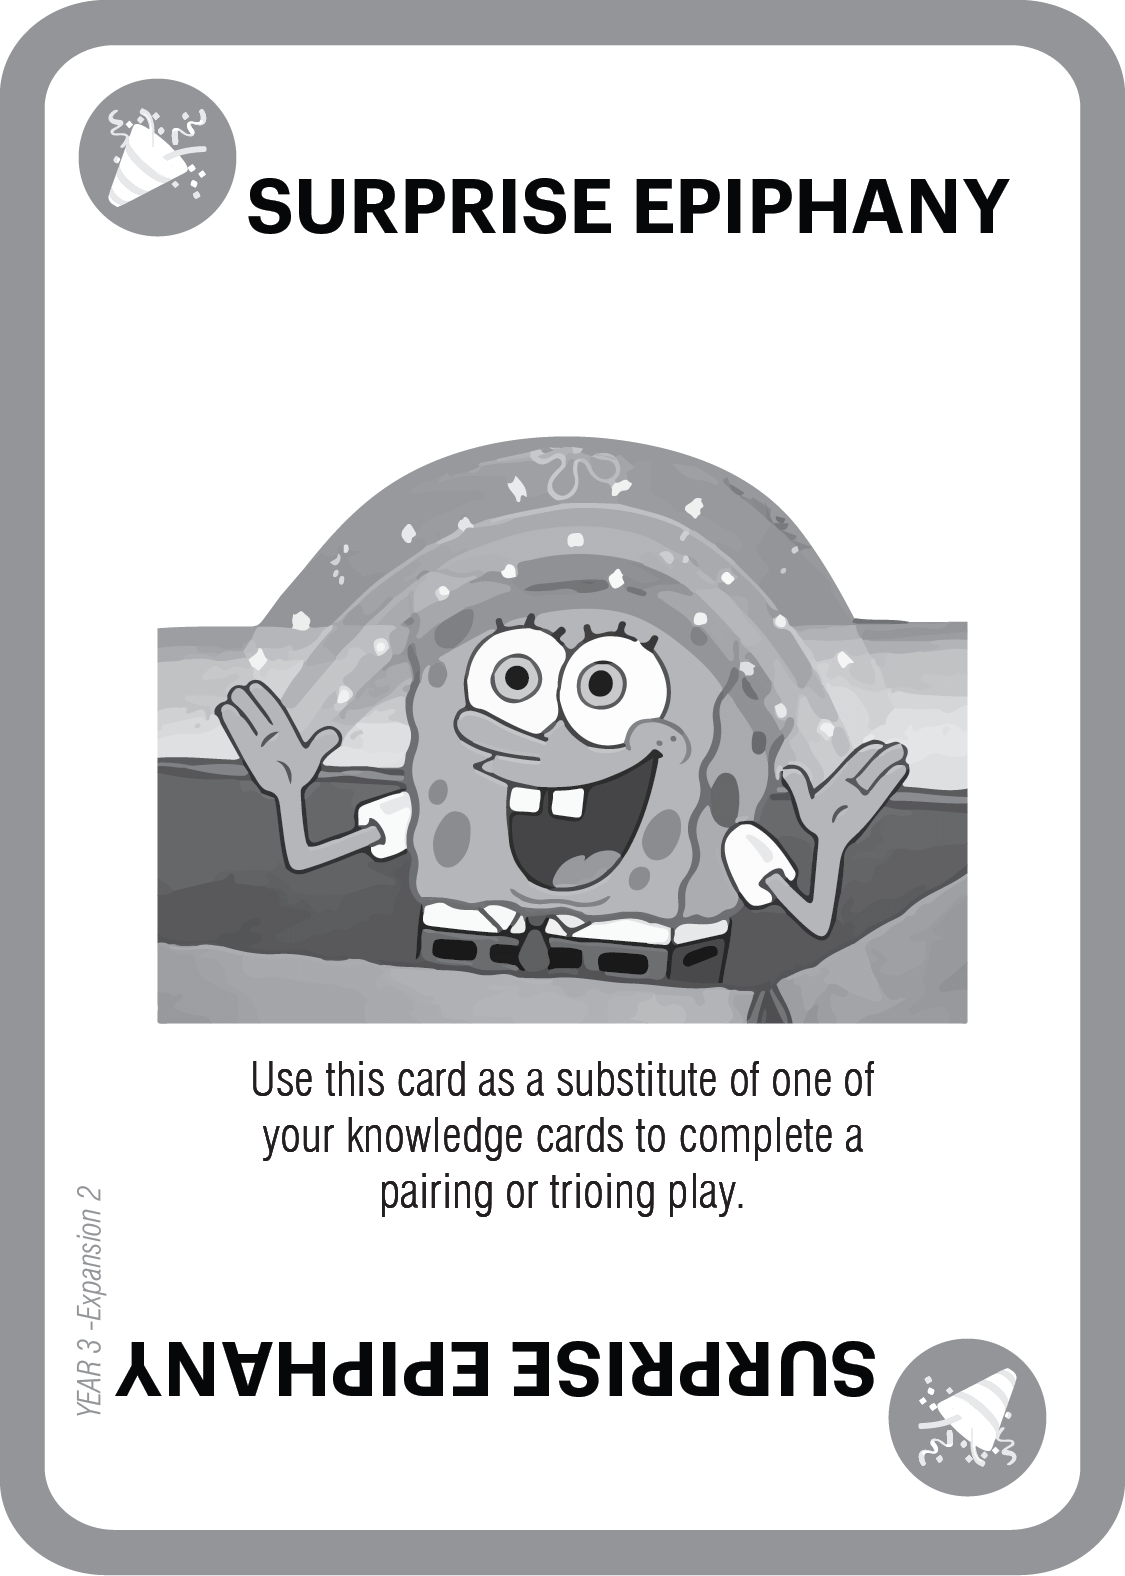 SURPRISE EPIPHANY
Use this card as a substitute of one of
your knowledge cards to complete a
pairing or trioing play.
YEAR 3 -Expansion 2
SURPRISE EPIPHANY